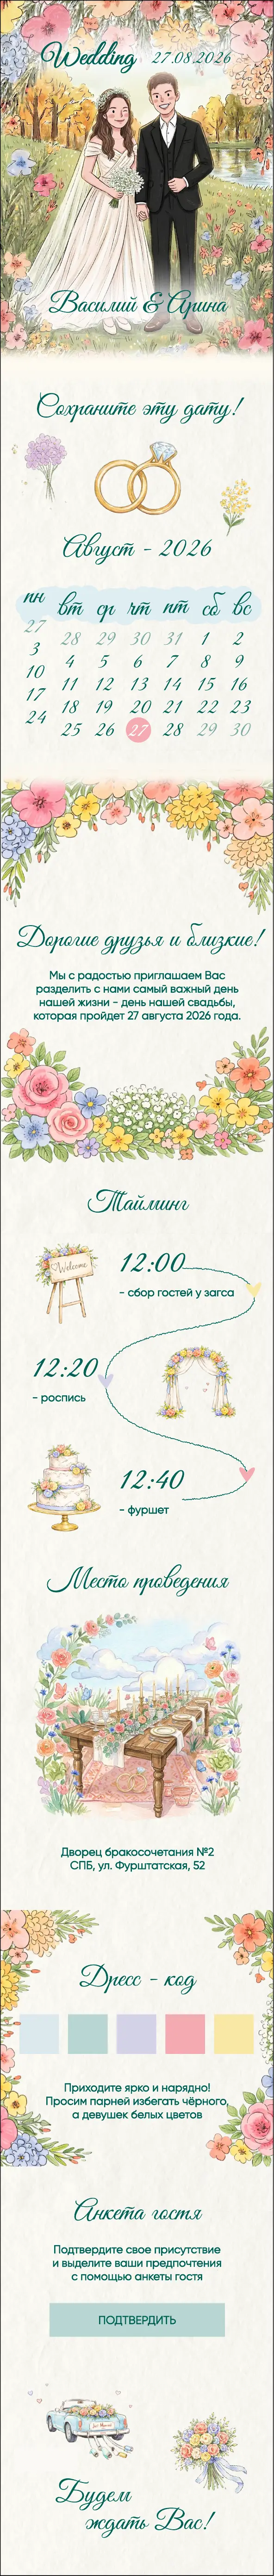 Wedding 27.08.2026
Василий & Арина
Сохраните эту дату!
Август - 2026
пн вт ср чт пт сб вс
27 28 29 30 31 1 2
3 4 5 6 7 8 9
10 11 12 13 14 15 16
17 18 19 20 21 22 23
24 25 26 27 28 29 30
Дорогие друзья и близкие!
Мы с радостью приглашаем Вас
разделить с нами самый важный день
нашей жизни - день нашей свадьбы,
которая пройдет 27 августа 2026 года.
Тайминг
Welcome
12:00
- сбор гостей у загса
12:20
- роспись
12:40
- фуршет
Место проведения
Дворец бракосочетания №2
СПБ, ул. Фурштатская, 52
Дресс - код
Приходите ярко и нарядно!
Просим парней избегать чёрного,
а девушек белых цветов
Анкета гостя
Подтвердите свое присутствие
и выделите ваши предпочтения
с помощью анкеты гостя
ПОДТВЕРДИТЬ
Just Married
Будем
ждать Вас!